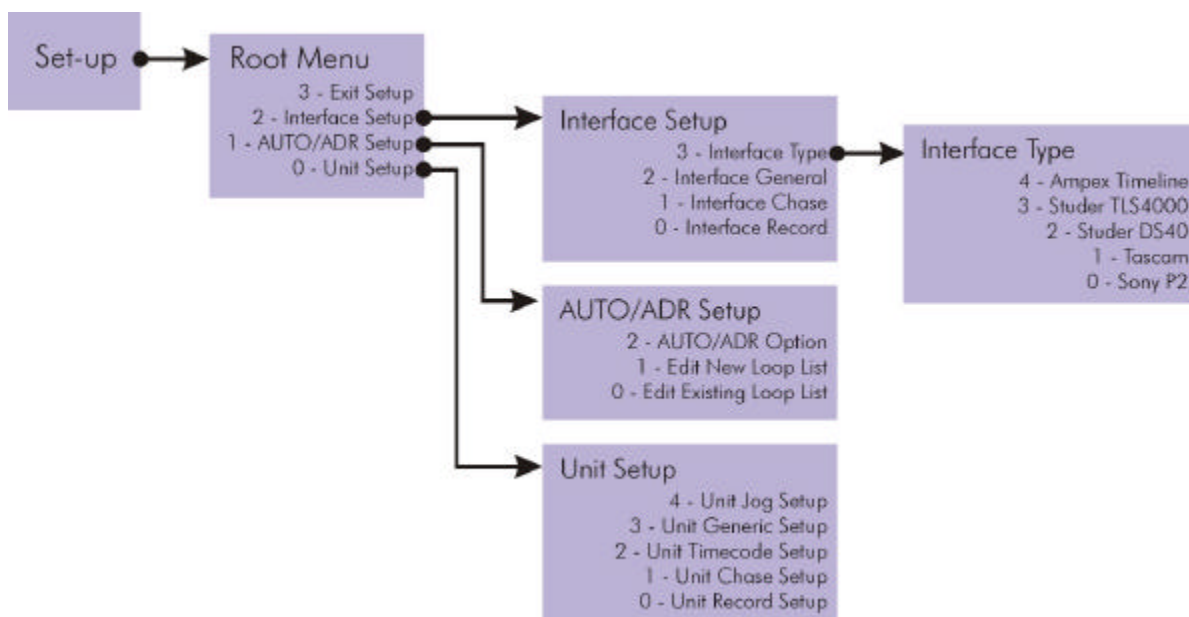 Set-up
Root Menu
3 - Exit Setup
2 - Interface Setup
1 - AUTO/ADR Setup
0 - Unit Setup
Interface Setup
3 - Interface Type
2 - Interface General
1 - Interface Chase
0 - Interface Record
Interface Type
4 - Ampex Timeline
3 - Studer TLS4000
2 - Studer DS40
1 - Tascam
0 - Sony P2
AUTO/ADR Setup
2 - AUTO/ADR Option
1 - Edit New Loop List
0 - Edit Existing Loop List
Unit Setup
4 - Unit Jog Setup
3 - Unit Generic Setup
2 - Unit Timecode Setup
1 - Unit Chase Setup
0 - Unit Record Setup